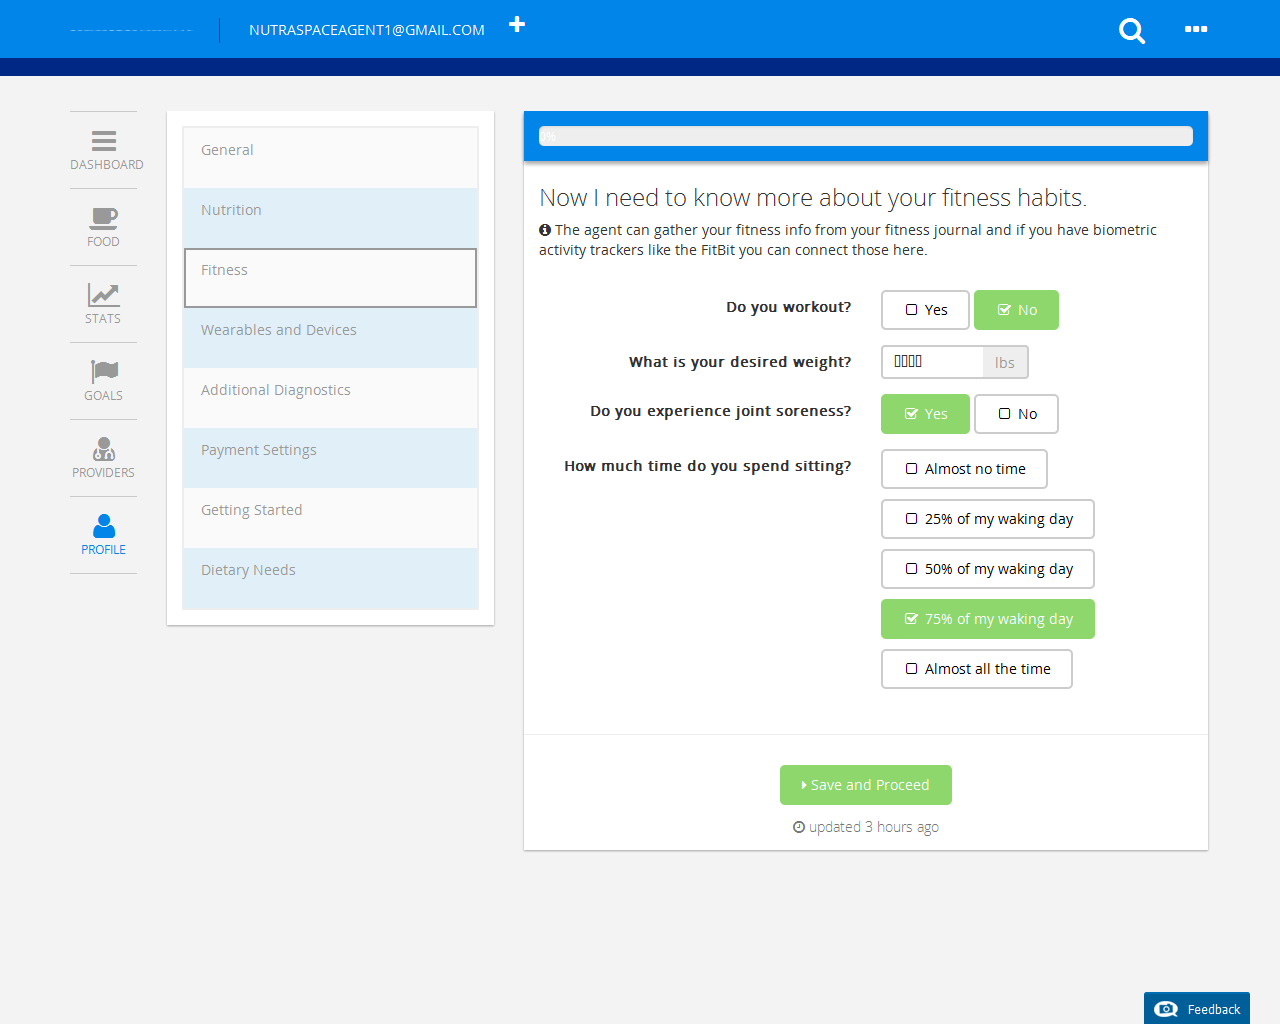 NUTRASPACEAGENT1@GMAIL.COM
DASHBOARD
FOOD
STATS
GOALS
PROVIDERS
PROFILE
General
Nutrition
Fitness
Wearables and Devices
Additional Diagnostics
Payment Settings
Getting Started
Dietary Needs
0%
Now I need to know more about your fitness habits.
The agent can gather your fitness info from your fitness journal and if you have biometric
activity trackers like the FitBit you can connect those here.
Do you workout? Yes No
What is your desired weight? lbs
Do you experience joint soreness? Yes No
How much time do you spend sitting? Almost no time
25% of my waking day
50% of my waking day
75% of my waking day
Almost all the time
Save and Proceed
updated 3 hours ago
Feedback